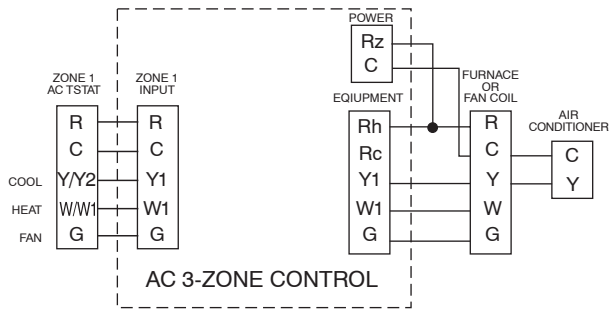 POWER
Rz
C
ZONE 1
AC TSTAT
R
C
Y/Y2
W/W1
G
COOL
HEAT
FAN
ZONE 1
INPUT
R
C
Y1
W1
G
EQIUPMENT
Rh
Rc
Y1
W1
G
FURNACE
OR
FAN COIL
R
C
Y
W
G
AIR
CONDITIONER
C
Y
AC 3-ZONE CONTROL